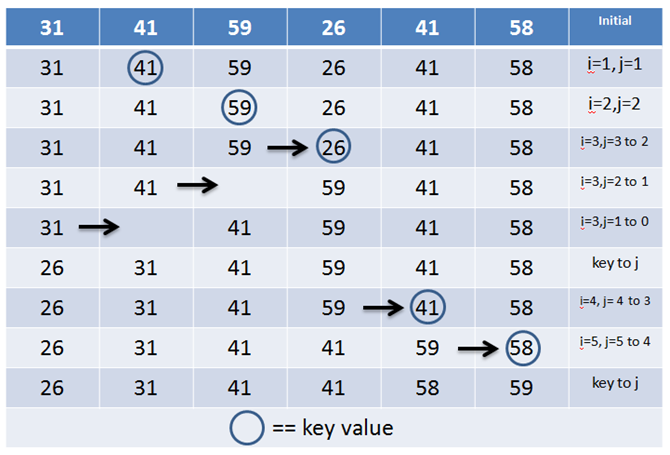 31 41 59 26 41 58 Initial
31 41 59 26 41 58 i=1, j=1
31 41 59 26 41 58 i=2,j=2
31 41 59 26 41 58 i=3,j=3 to 2
31 41 59 41 58 i=3,j=2 to 1
31 41 59 41 58 i=3,j=1 to 0
26 31 41 59 41 58 key to j
26 31 41 59 41 58 i=4, j= 4 to 3
26 31 41 41 59 58 i=5, j=5 to 4
26 31 41 41 58 59 key to j
== key value